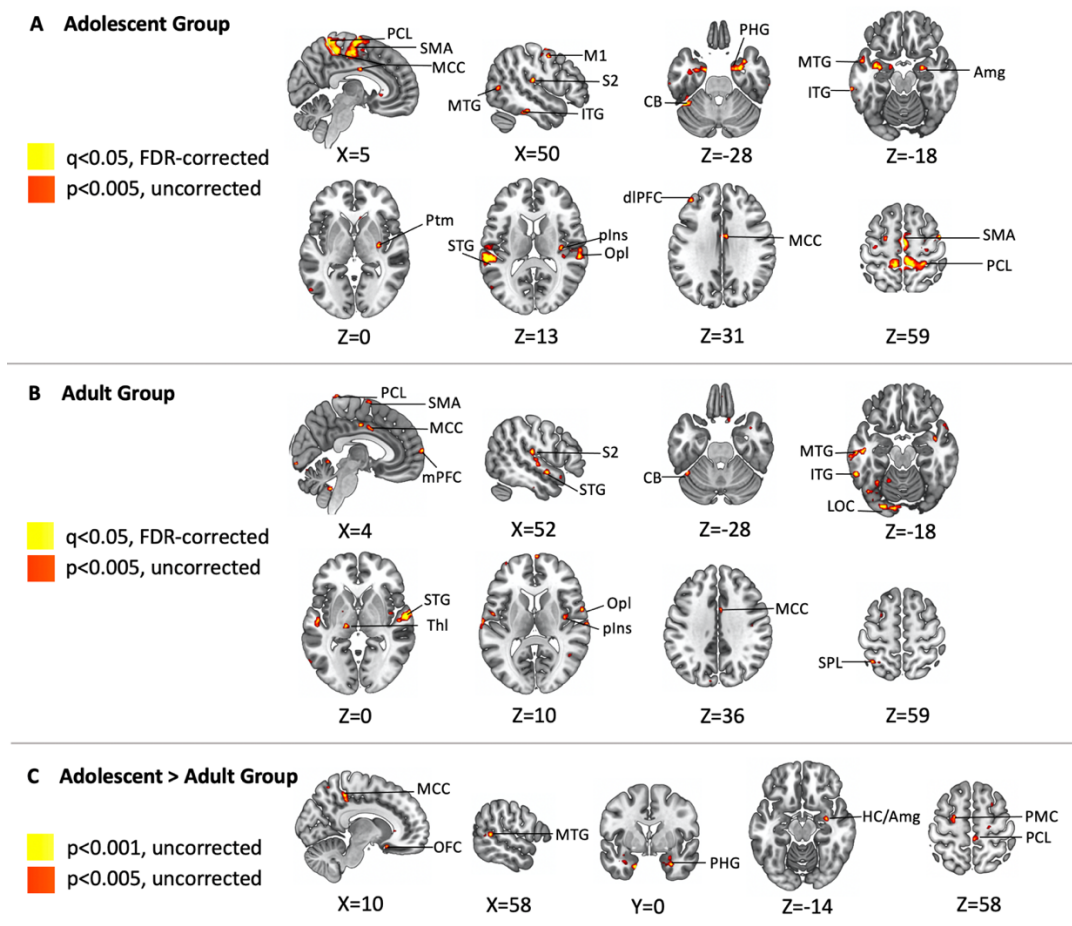 A Adolescent Group
PCL
SMA
MCC
X=5
M1
S2
MTG
ITG
X=50
PHG
CB
Z=-28
MTG
ITG
Amg
Z=-18
q<0.05, FDR-corrected
p<0.005, uncorrected
Ptm
Z=0
STG
pIns
Opl
Z=13
dlPFC
MCC
Z=31
SMA
PCL
Z=59
B Adult Group
PCL
SMA
MCC
mPFC
X=4
S2
STG
X=52
CB
Z=-28
MTG
ITG
LOC
Z=-18
q<0.05, FDR-corrected
p<0.005, uncorrected
STG
Thl
Z=0
Opl
pIns
Z=10
MCC
Z=36
SPL
Z=59
C Adolescent > Adult Group
MCC
OFC
X=10
MTG
X=58
PHG
Y=0
HC/Amg
Z=-14
PMC
PCL
Z=58
p<0.001, uncorrected
p<0.005, uncorrected